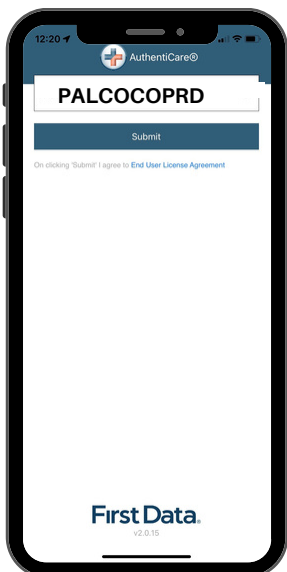 12:20
AuthentiCare®
PALCOCOPRD
Submit
On clicking 'Submit' I agree to End User License Agreement
First Data.
v2.0.15